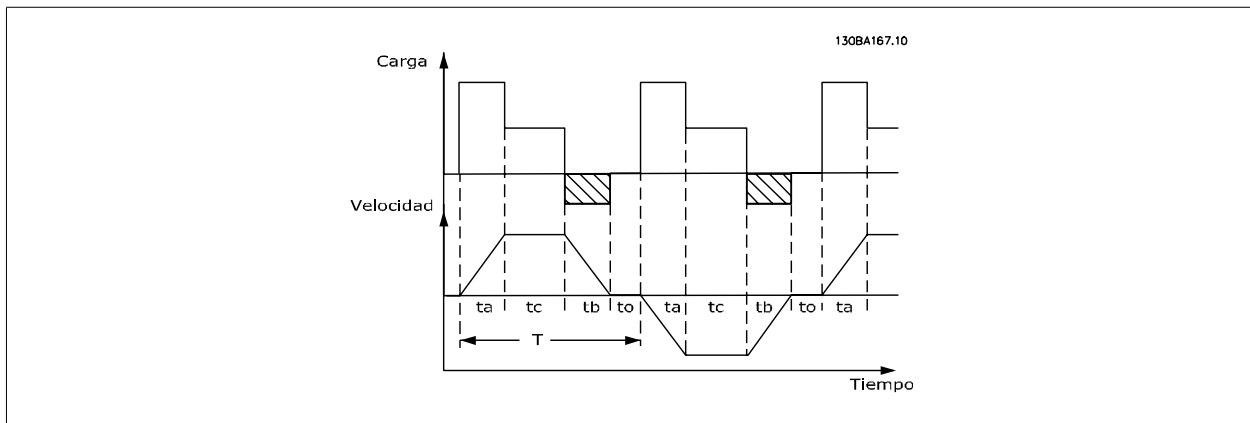 130BA167.10
Carga
Velocidad
ta tc tb to ta tc tb to ta
T
Tiempo